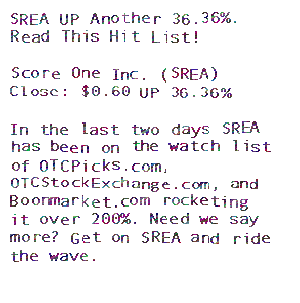 SREA UP Another 36.36%.
Read This Hit List!
Score One Inc. (SREA)
Close: $0.60 UP 36.36%
In the last two days SREA
has been on the watch list
of OTCPicks.com,
OTCStockExchange.com, and
Boonmarket.com rocketing
it over 200%. Need we say
more? Get on SREA and ride
the wave.